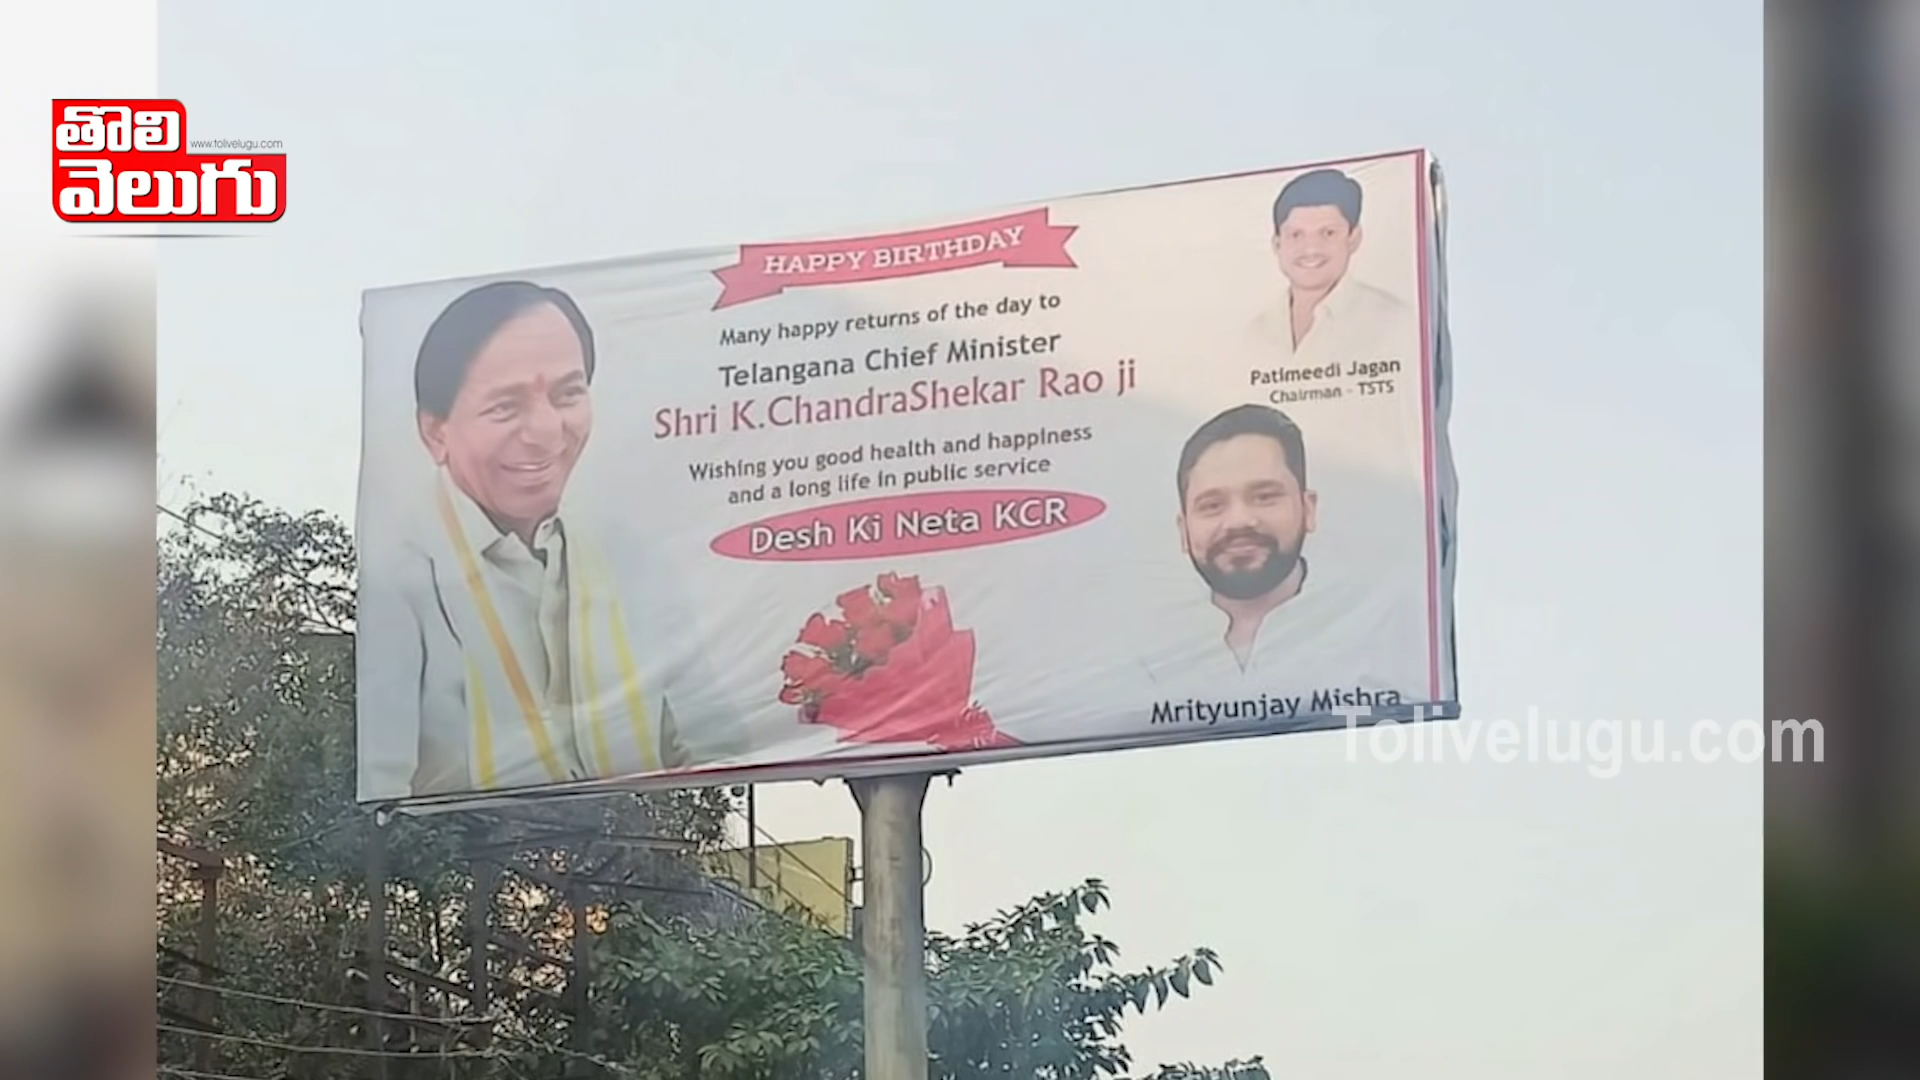 తొలి
వెలుగు
www.tolivelugu.com
HAPPY BIRTHDAY
Many happy returns of the day to
Telangana Chief Minister
Shri K.ChandraShekar Rao ji
Wishing you good health and happiness
and a long life in public service
Desh Ki Neta KCR
Patimeedi Jagan
Chairman - TSTS
Mrityunjay Mishra
Tolivelugu.com